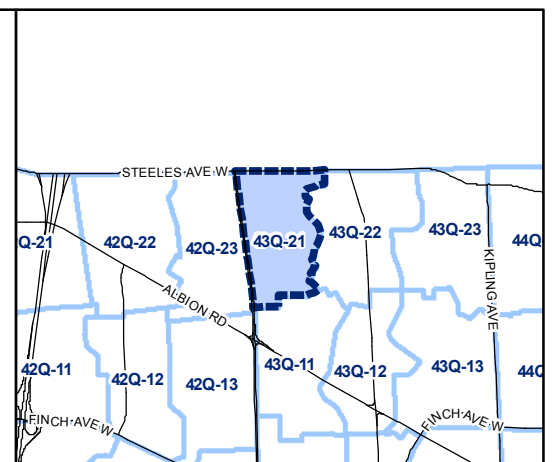 STEELES AVE W
Q-21
42Q-22
42Q-23
43Q-21
43Q-22
43Q-23
44Q
KIPLING AVE
ALBION RD
42Q-11
42Q-12
42Q-13
43Q-11
43Q-12
43Q-13
44Q
FINCH AVE W
FINCH AVE W